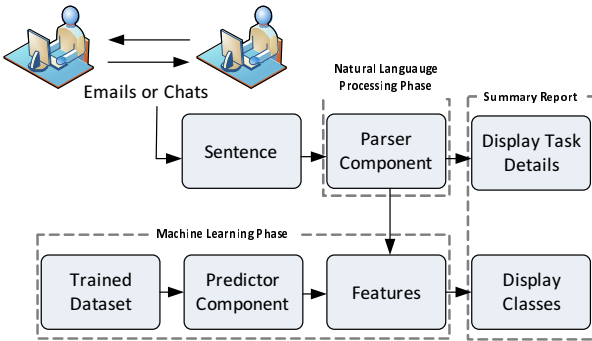 Emails or Chats
Natural Languauge
Processing Phase
Summary Report
Sentence
Parser
Component
Display Task
Details
Machine Learning Phase
Trained
Dataset
Predictor
Component
Features
Display
Classes